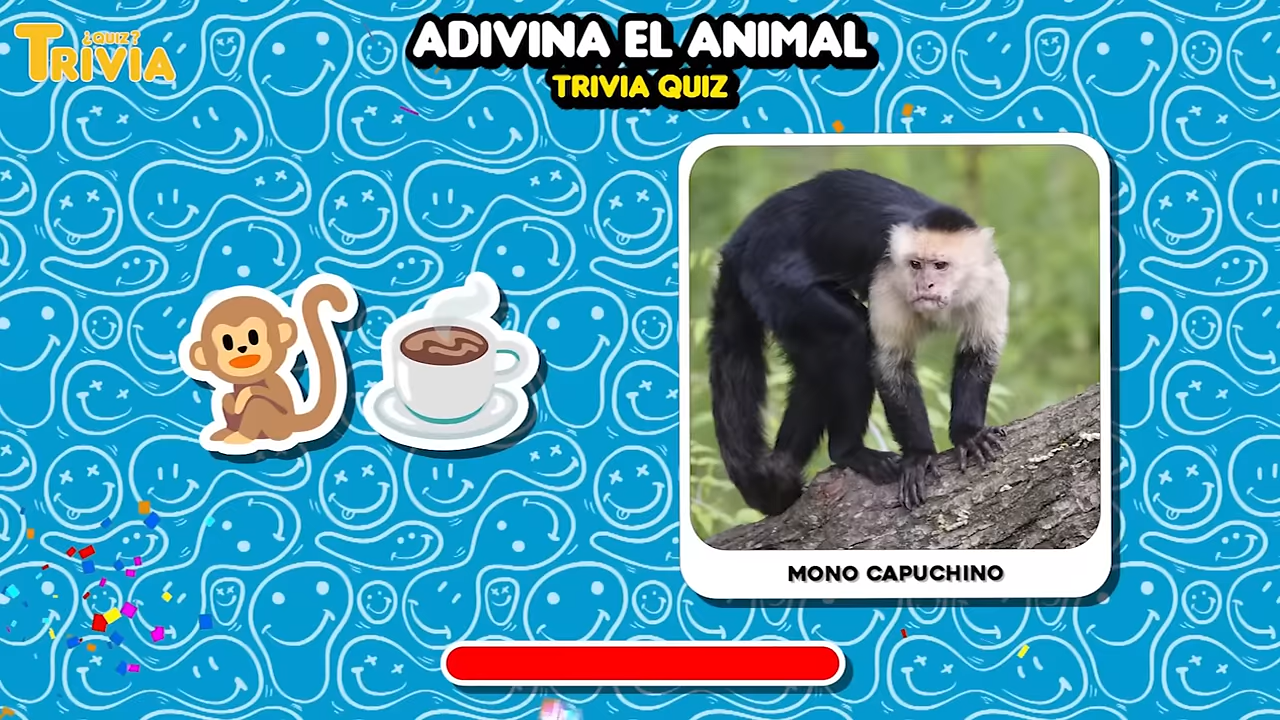 ¿QUIZ?
TRIVIA
ADIVINA EL ANIMAL
TRIVIA QUIZ
MONO CAPUCHINO